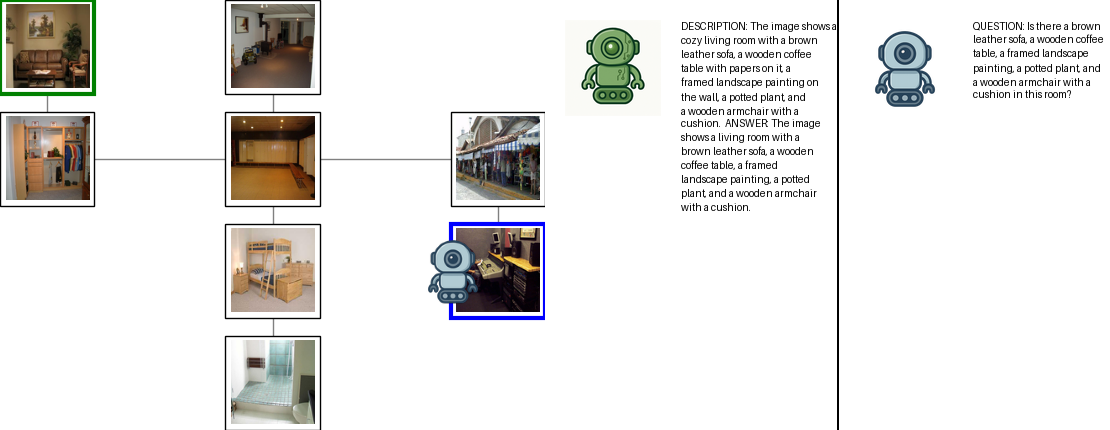 DESCRIPTION: The image shows a
cozy living room with a brown
leather sofa, a wooden coffee
table with papers on it, a
framed landscape painting on
the wall, a potted plant, and
a wooden armchair with a
cushion.  ANSWER: The image
shows a living room with a
brown leather sofa, a wooden
coffee table, a framed
landscape painting, a potted
plant, and a wooden armchair
with a cushion.
QUESTION: Is there a brown
leather sofa, a wooden coffee
table, a framed landscape
painting, a potted plant, and
a wooden armchair with a
cushion in this room?